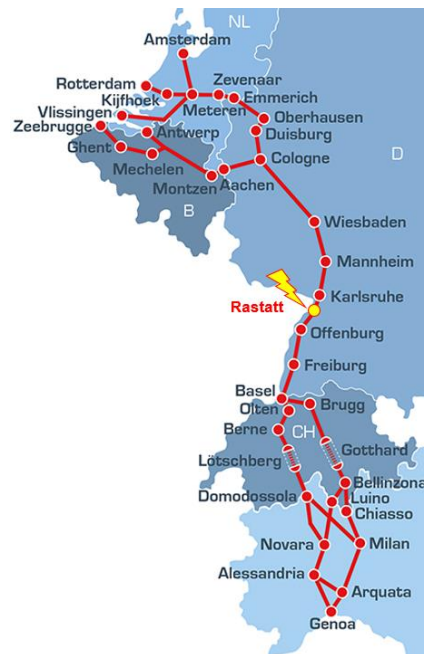 NL
Amsterdam
Rotterdam
Zevenaar
Kijfhoek
Meteren
Emmerich
Vlissingen
Oberhausen
Zeebrugge
Antwerp
Duisburg
Ghent
Cologne
D
Mechelen
Aachen
Montzen
B
Wiesbaden
Mannheim
Karlsruhe
Rastatt
Offenburg
Freiburg
Basel
Brugg
Olten
Berne
CH
Gotthard
Lötschberg
Bellinzona
Domodossola
Luino
Chiasso
Novara
Milan
Alessandria
Arquata
Genoa